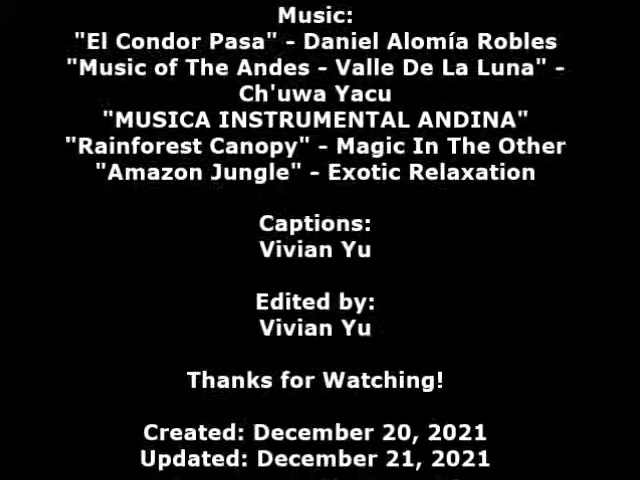 Music:
"El Condor Pasa" - Daniel Alomía Robles
"Music of The Andes - Valle De La Luna" -
Ch'uwa Yacu
"MUSICA INSTRUMENTAL ANDINA"
"Rainforest Canopy" - Magic In The Other
"Amazon Jungle" - Exotic Relaxation
Captions:
Vivian Yu
Edited by:
Vivian Yu
Thanks for Watching!
Created: December 20, 2021
Updated: December 21, 2021